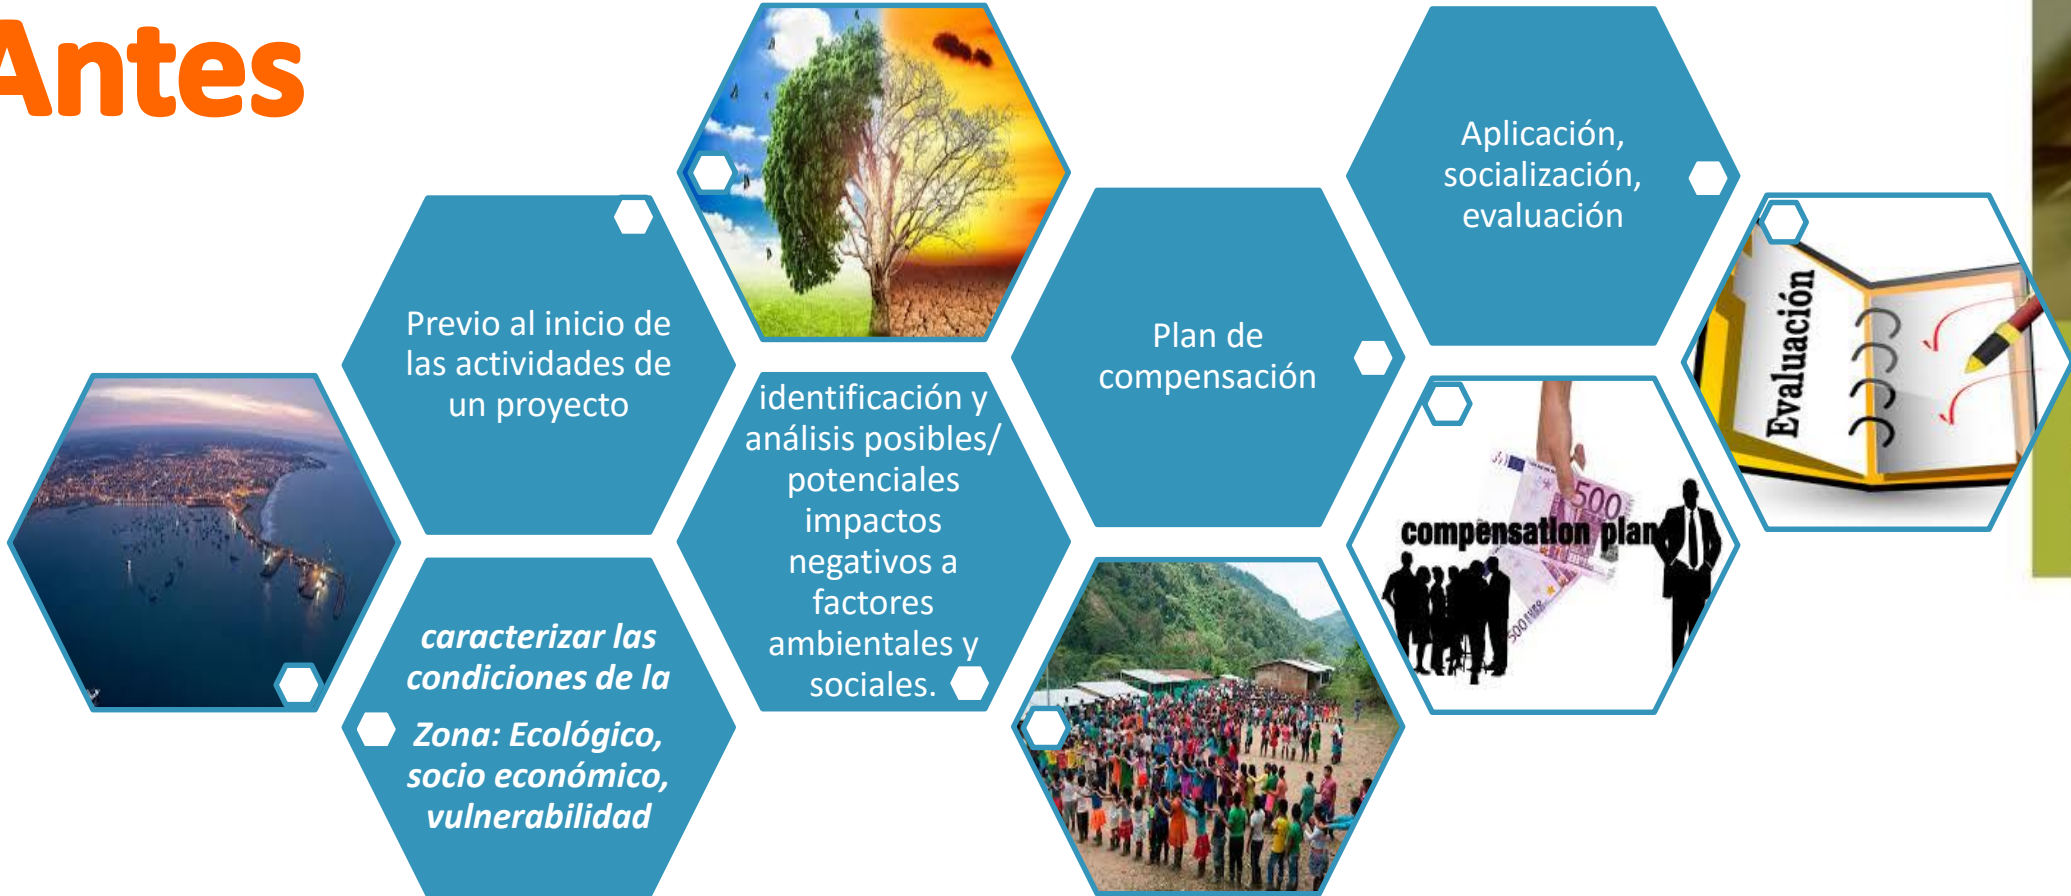 Antes
Previo al inicio de
las actividades de
un proyecto
caracterizar las
condiciones de la
Zona: Ecológico,
socio económico,
vulnerabilidad
identificación y
análisis posibles/
potenciales
impactos
negativos a
factores
ambientales y
sociales.
Plan de
compensación
Aplicación,
socialización,
evaluación
Evaluación
500
compensation plan
500 EURO